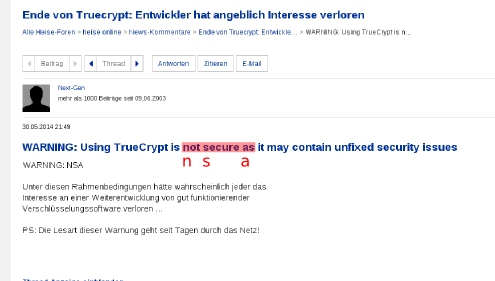 Ende von Truecrypt: Entwickler hat angeblich Interesse verloren
Alle Heise-Foren > heise online > News-Kommentare > Ende von Truecrypt: Entwickle... > WARNING: Using TrueCrypt is n...
Beitrag Thread Antworten Zitieren E-Mail
Next-Gen
mehr als 1000 Beiträge seit 09.06.2003
30.05.2014 21:49
WARNING: Using TrueCrypt is not secure as it may contain unfixed security issues
n s a
WARNING: NSA
Unter diesen Rahmenbedingungen hätte wahrscheinlich jeder das
Interesse an einer Weiterentwicklung von gut funktionierender
Verschlüsselungssoftware verloren ...
PS: Die Lesart dieser Warnung geht seit Tagen durch das Netz!